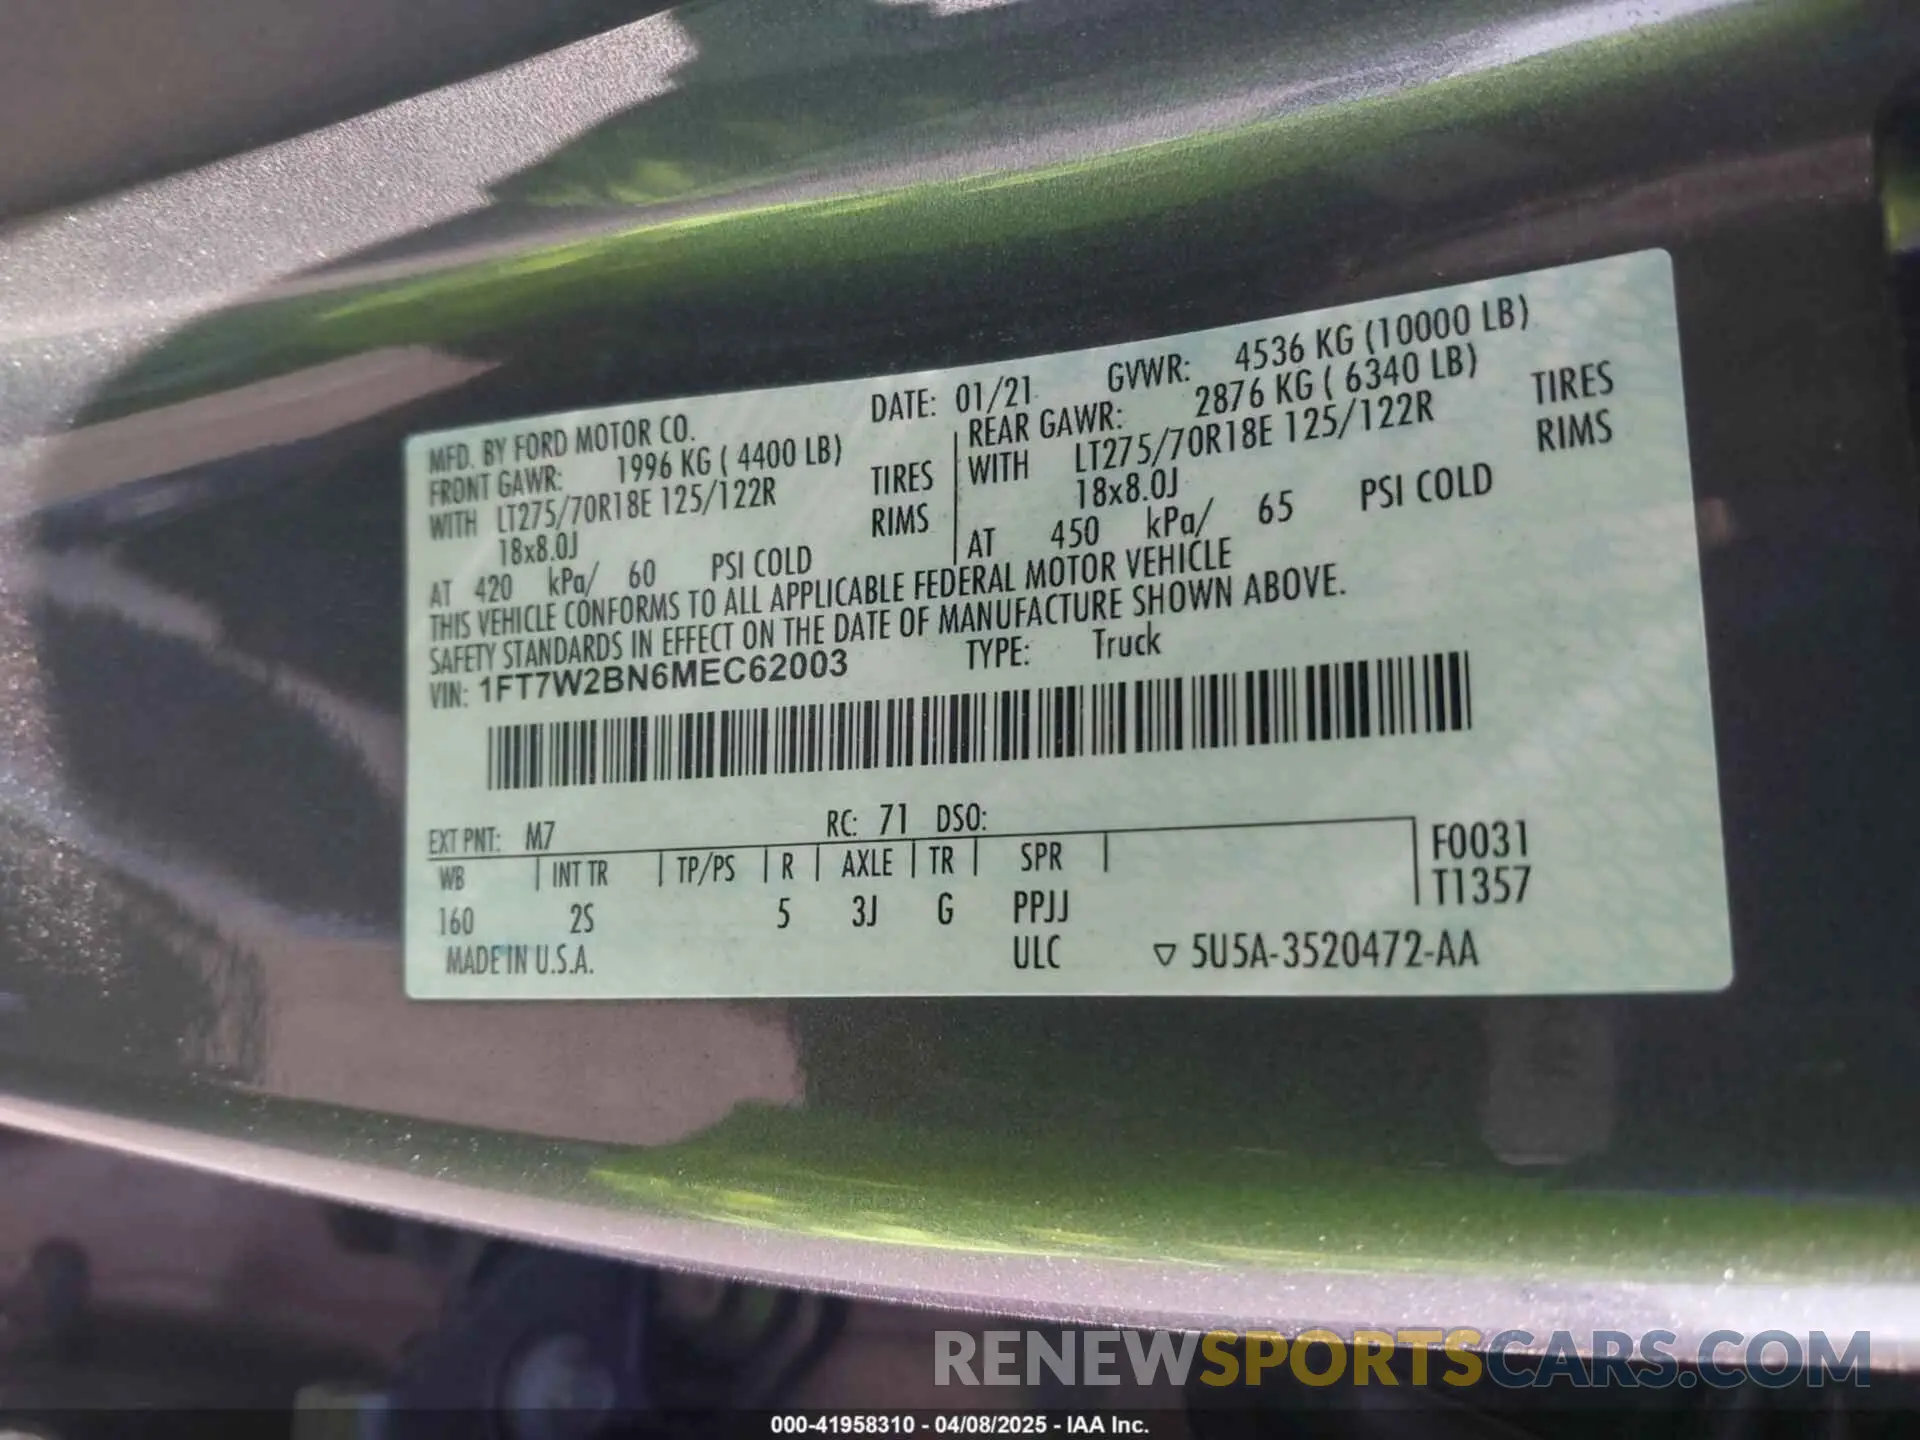 MFD. BY FORD MOTOR CO. DATE: 01/21 GVWR: 4536 KG (10000 LB)
FRONT GAWR: 1996 KG ( 4400 LB)
WITH LT275/70R18E 125/122R TIRES
18x8.0J RIMS
AT 420 kPa/ 60 PSI COLD
REAR GAWR: 2876 KG ( 6340 LB)
WITH LT275/70R18E 125/122R TIRES
18x8.0J RIMS
AT 450 kPa/ 65 PSI COLD
THIS VEHICLE CONFORMS TO ALL APPLICABLE FEDERAL MOTOR VEHICLE
SAFETY STANDARDS IN EFFECT ON THE DATE OF MANUFACTURE SHOWN ABOVE.
VIN: 1FT7W2BN6MEC62003 TYPE: Truck
EXT PNT: M7 RC: 71 DSO:
WB INT TR TP/PS R AXLE TR SPR F0031
T1357
160 2S 5 3J G PPJJ
MADE IN U.S.A. ULC ▽ 5U5A-3520472-AA
RENEWSPORTSCARS.COM
000-41958310 - 04/08/2025 - IAA Inc.